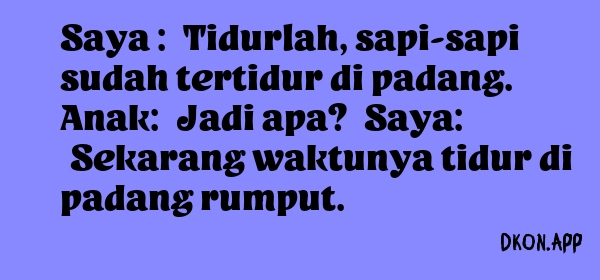 Saya : Tidurlah, sapi-sapi
sudah tertidur di padang.
Anak: Jadi apa? Saya:
Sekarang waktunya tidur di
padang rumput.
DKON.APP